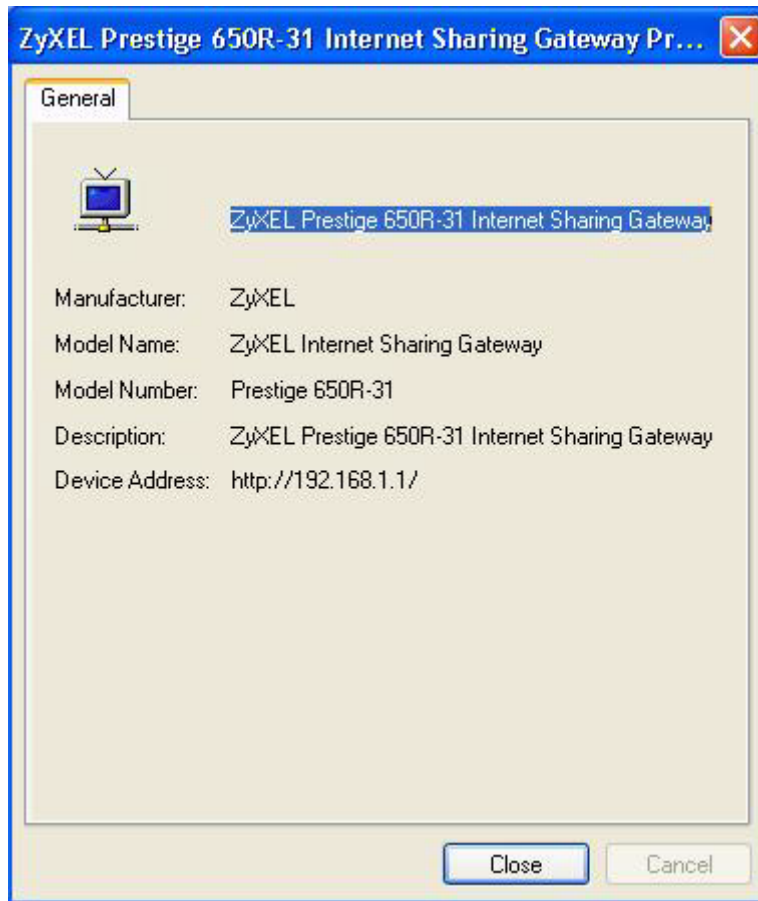 ZyXEL Prestige 650R-31 Internet Sharing Gateway Pr...
General
ZyXEL Prestige 650R-31 Internet Sharing Gateway
Manufacturer: ZyXEL
Model Name: ZyXEL Internet Sharing Gateway
Model Number: Prestige 650R-31
Description: ZyXEL Prestige 650R-31 Internet Sharing Gateway
Device Address: http://192.168.1.1/
Close Cancel